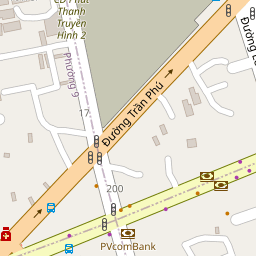 CĐ Phát
Thanh
Truyền
Hình 2
Phường 9
17
Đường Trần Phú
200
PVcomBank